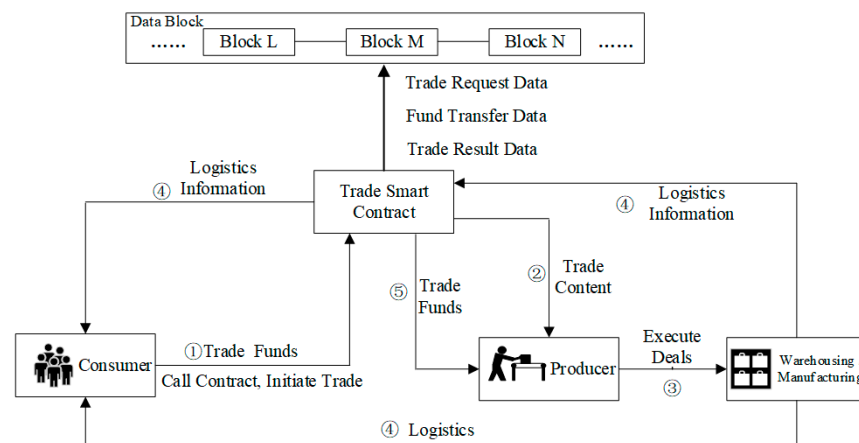 Data Block
…… Block L Block M Block N ……
Trade Request Data
Fund Transfer Data
Trade Result Data
Logistics
④ Information
Trade Smart
Contract
④ Logistics
Information
② Trade
Content
⑤ Trade
Funds
Consumer
①Trade Funds
Call Contract, Initiate Trade
Producer
Execute
Deals
③
Warehousing
Manufacturing
④ Logistics